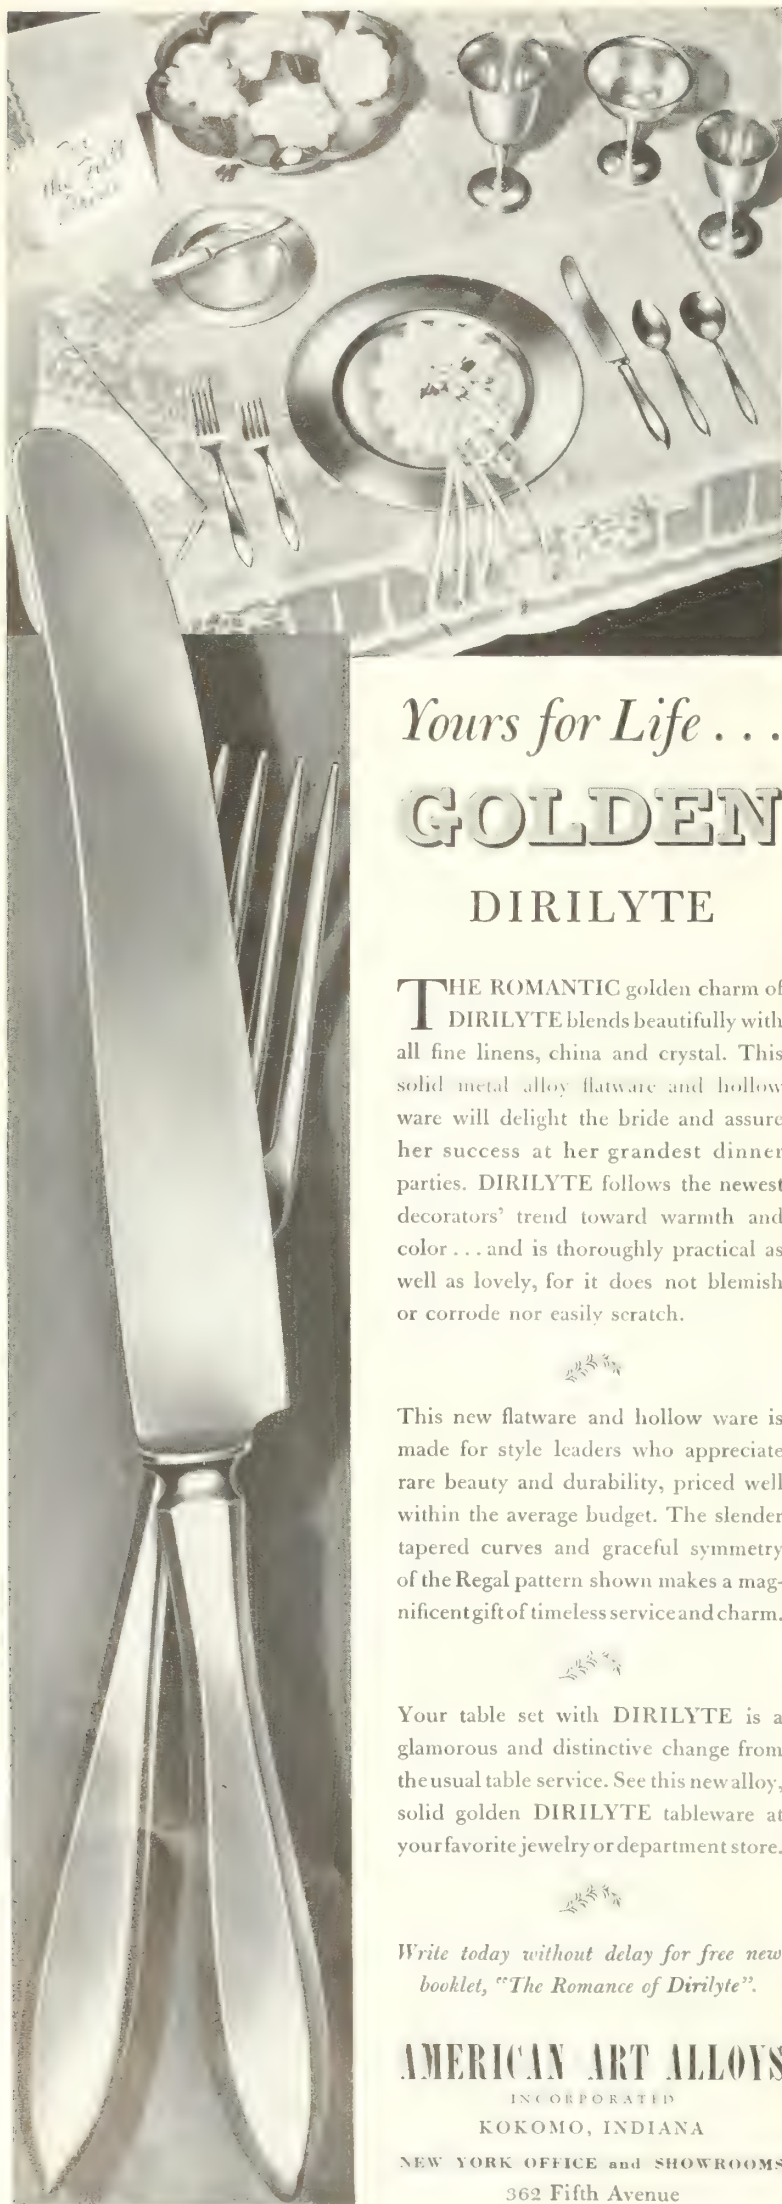 To
the
Yours for Life . . .
GOLDEN
DIRILYTE
THE ROMANTIC golden charm of
DIRILYTE blends beautifully with
all fine linens, china and crystal. This
solid metal alloy flatware and hollow
ware will delight the bride and assure
her success at her grandest dinner
parties. DIRILYTE follows the newest
decorators' trend toward warmth and
color . . . and is thoroughly practical as
well as lovely, for it does not blemish
or corrode nor easily scratch.
This new flatware and hollow ware is
made for style leaders who appreciate
rare beauty and durability, priced well
within the average budget. The slender
tapered curves and graceful symmetry
of the Regal pattern shown makes a mag-
nificent gift of timeless service and charm.
Your table set with DIRILYTE is a
glamorous and distinctive change from
the usual table service. See this new alloy,
solid golden DIRILYTE tableware at
your favorite jewelry or department store.
Write today without delay for free new
booklet, "The Romance of Dirilyte".
AMERICAN ART ALLOYS
INCORPORATED
KOKOMO, INDIANA
NEW YORK OFFICE and SHOWROOMS
362 Fifth Avenue